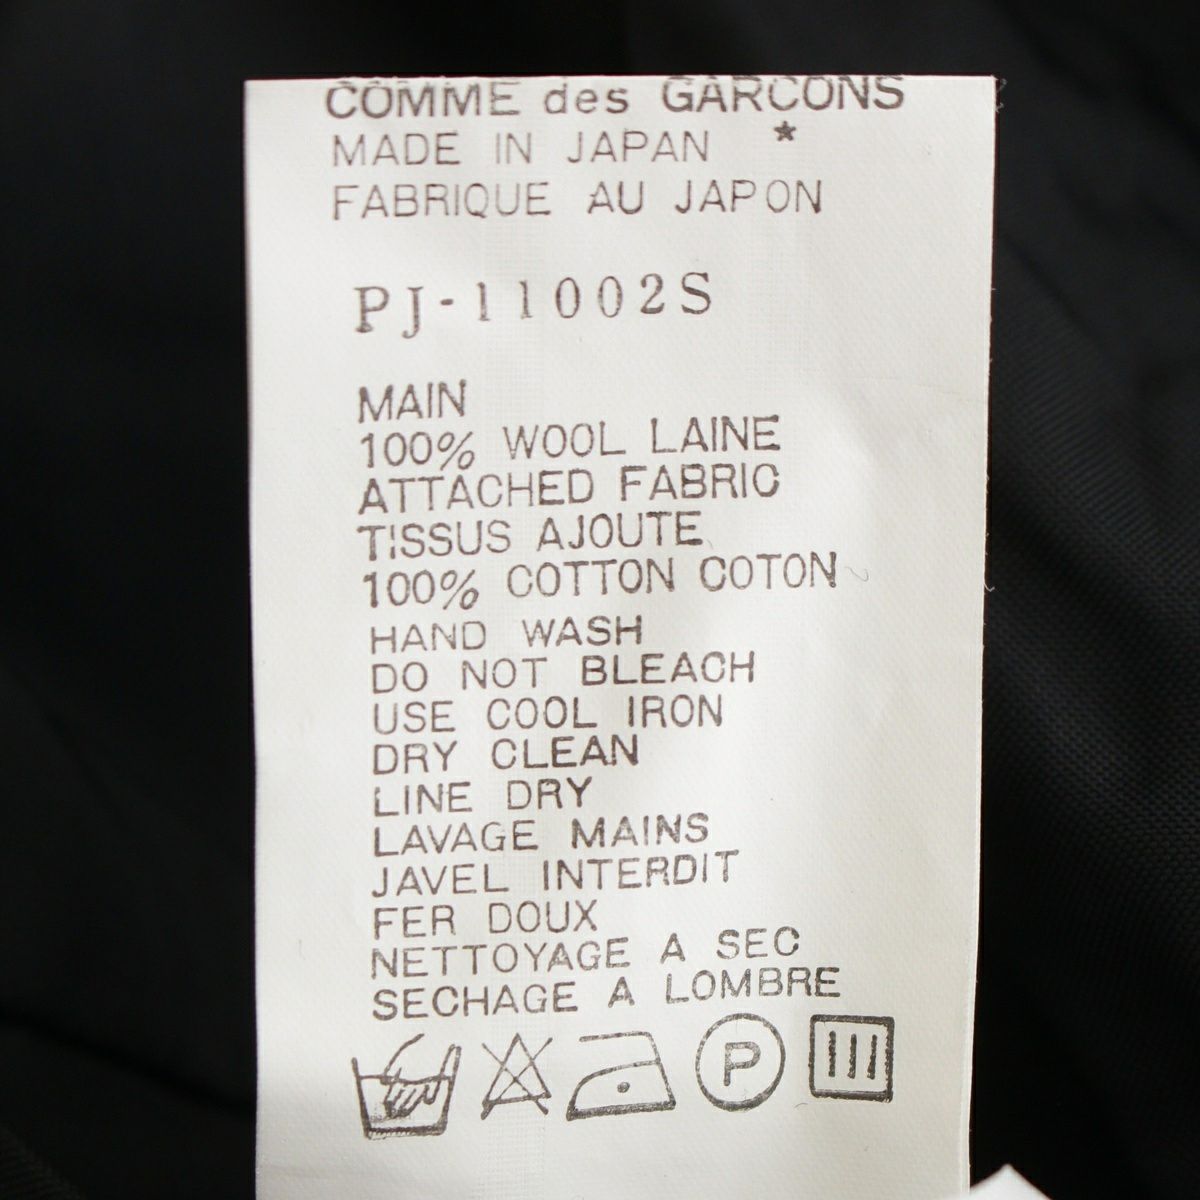 COMME des GARCONS
MADE IN JAPAN *
FABRIQUE AU JAPON
PJ-11002S
MAIN
100% WOOL LAINE
ATTACHED FABRIC
TISSUS AJOUTE
100% COTTON COTON
HAND WASH
DO NOT BLEACH
USE COOL IRON
DRY CLEAN
LINE DRY
LAVAGE MAINS
JAVEL INTERDIT
FER DOUX
NETTOYAGE A SEC
SECHAGE A LOMBRE
P